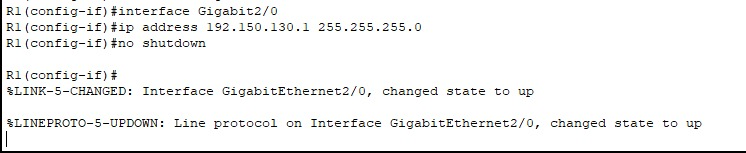 R1(config-if)#interface Gigabit2/0
R1(config-if)#ip address 192.150.130.1 255.255.255.0
R1(config-if)#no shutdown
R1(config-if)#
%LINK-5-CHANGED: Interface GigabitEthernet2/0, changed state to up
%LINEPROTO-5-UPDOWN: Line protocol on Interface GigabitEthernet2/0, changed state to up